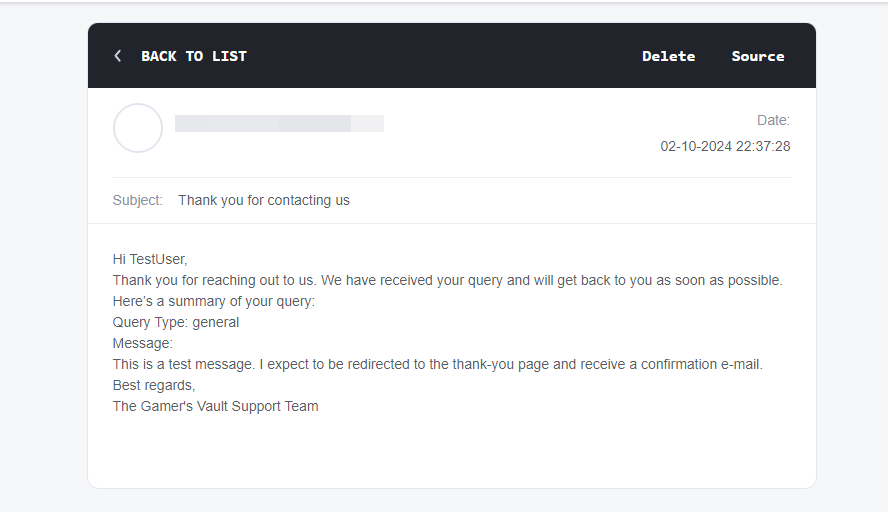 BACK TO LIST
Delete
Source
Date:
02-10-2024 22:37:28
Subject: Thank you for contacting us
Hi TestUser,
Thank you for reaching out to us. We have received your query and will get back to you as soon as possible.
Here's a summary of your query:
Query Type: general
Message:
This is a test message. I expect to be redirected to the thank-you page and receive a confirmation e-mail.
Best regards,
The Gamer's Vault Support Team